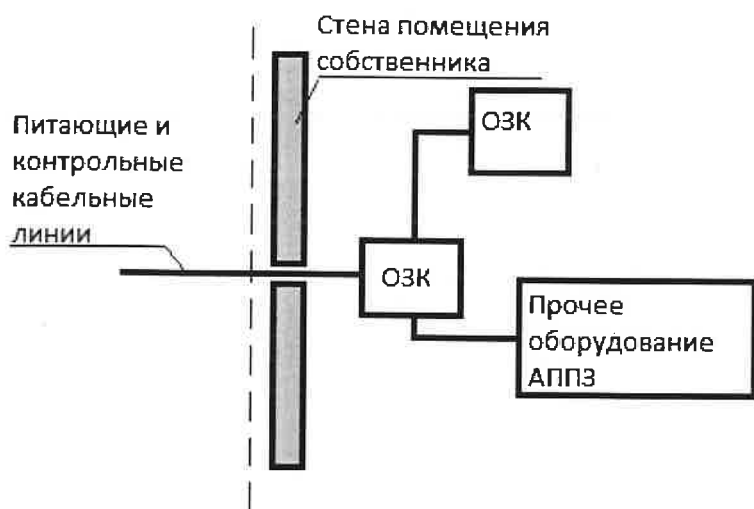 Стена помещения
собственника
ОЗК
Питающие и
контрольные
кабельные
линии
ОЗК
Прочее
оборудование
АППЗ